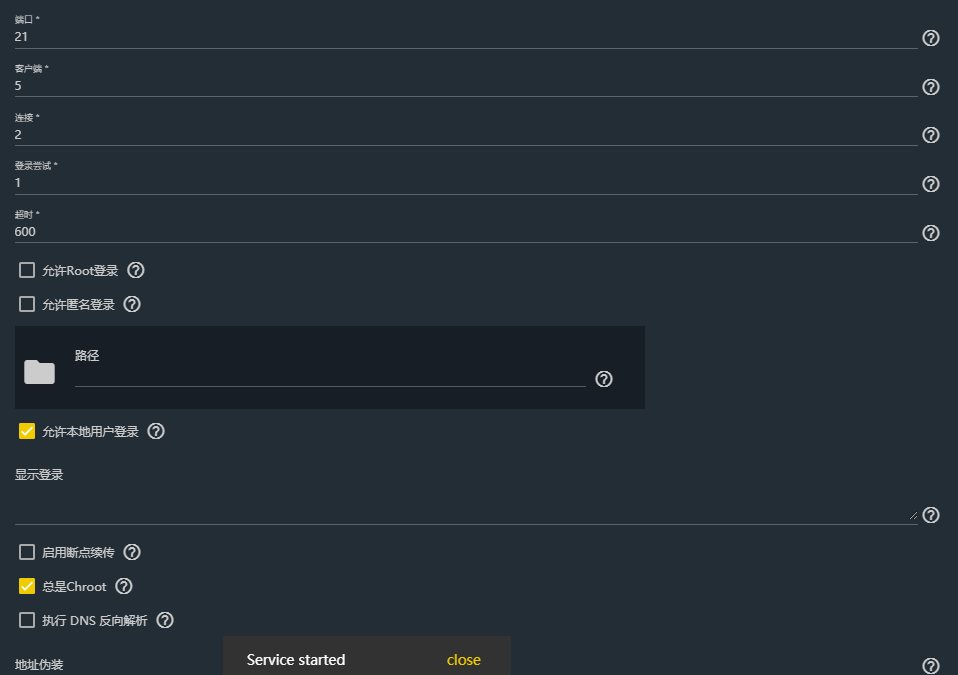 端口 *
21
客户端 *
5
连接 *
2
登录尝试 *
1
超时 *
600
允许Root登录
允许匿名登录
路径
允许本地用户登录
显示登录
启用断点续传
总是Chroot
执行 DNS 反向解析
地址伪装
Service started close